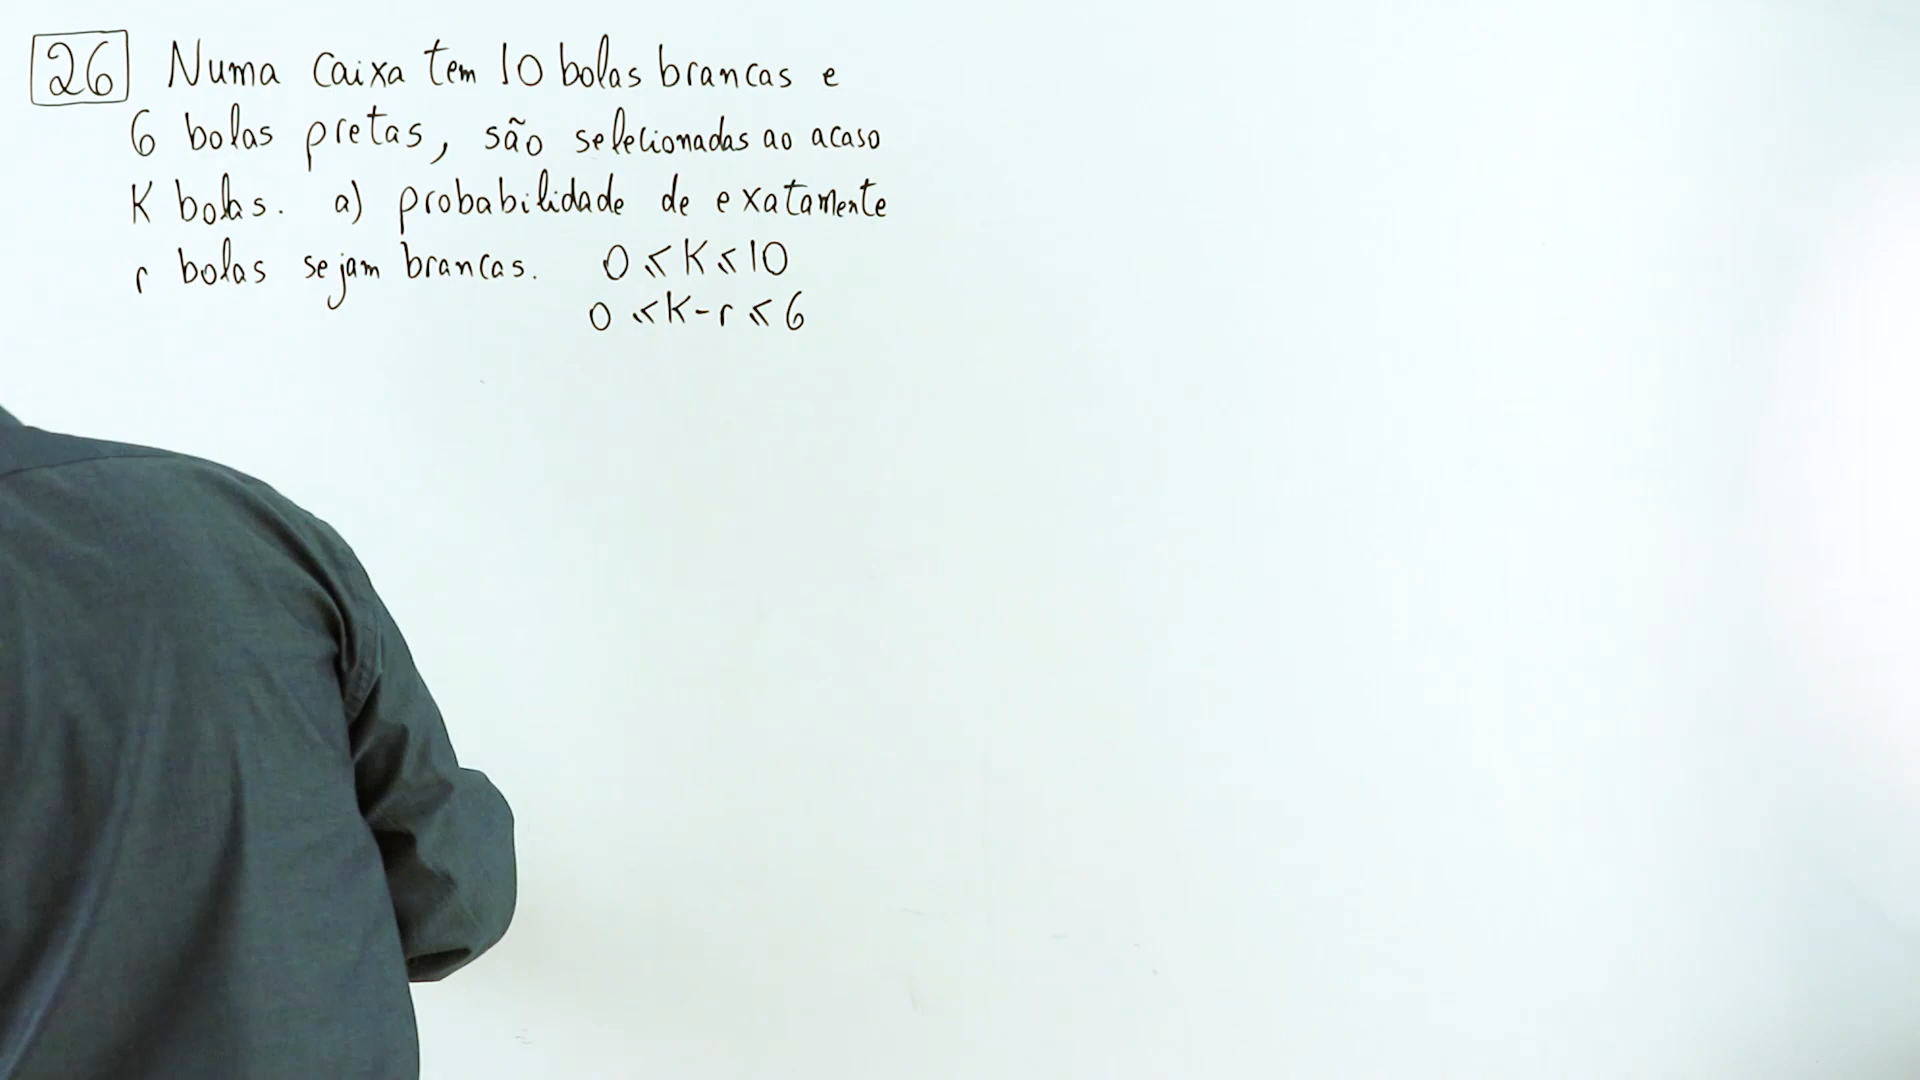 26 Numa caixa tem 10 bolas brancas e
6 bolas pretas, são selecionadas ao acaso
K bolas. a) probabilidade de exatamente
r bolas sejam brancas. 0 ⩽ K ⩽ 10
0 ⩽ K-r ⩽ 6